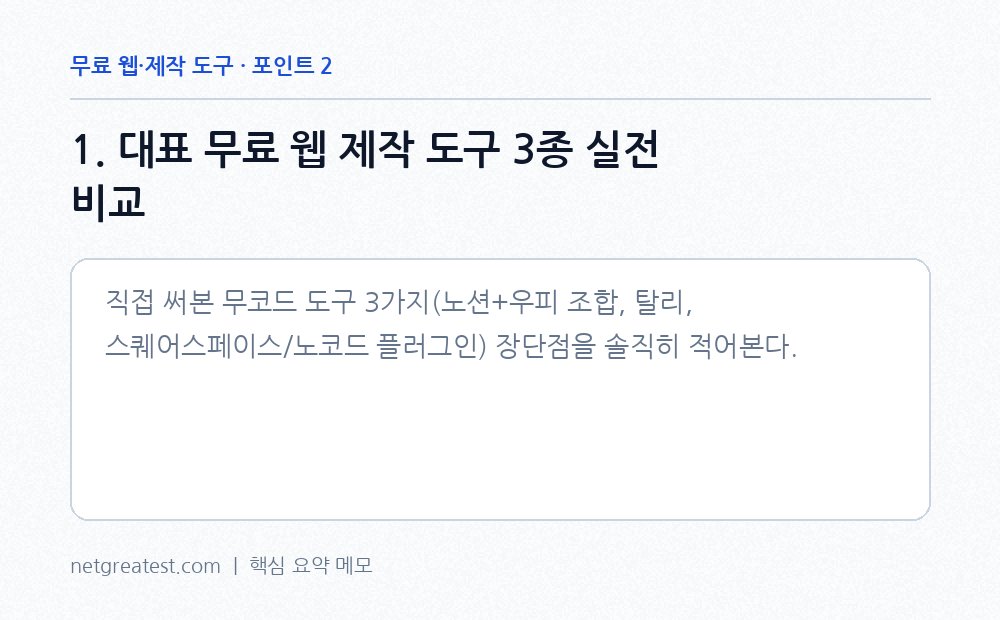 무료 웹·제작 도구 · 포인트 2
1. 대표 무료 웹 제작 도구 3종 실전
비교
직접 써본 무코드 도구 3가지(노션+우피 조합, 탈리,
스퀘어스페이스/노코드 플러그인) 장단점을 솔직히 적어본다.
netgreatest.com | 핵심 요약 메모